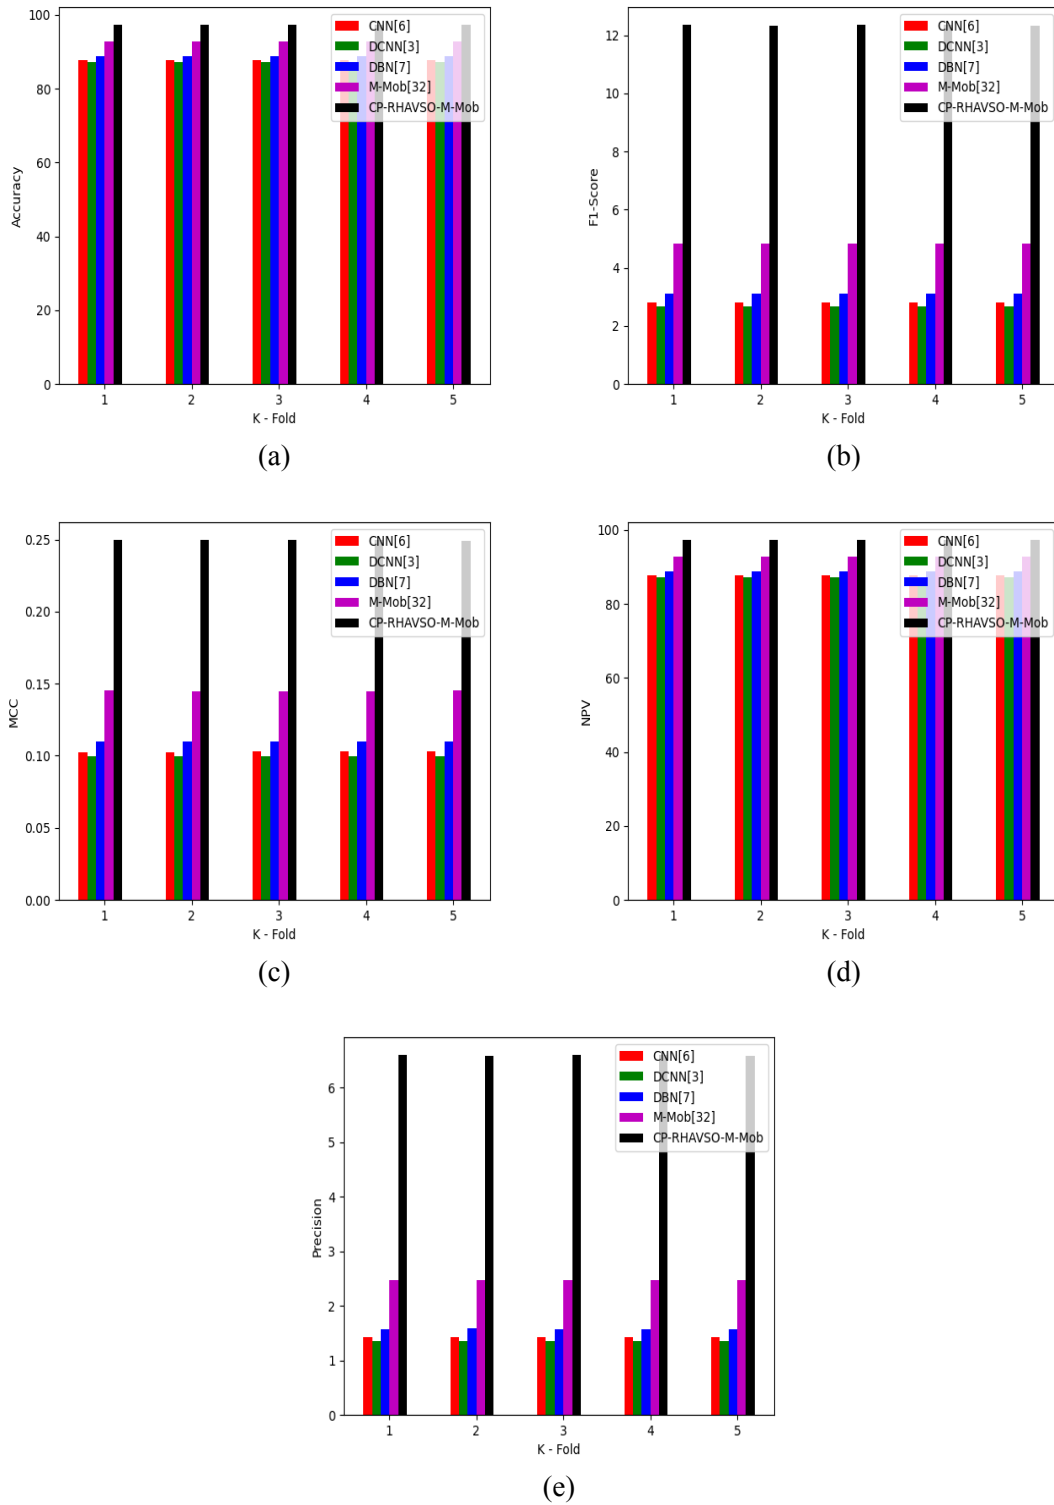 100
80
60
40
20
0
Accuracy
1 2 3 4 5
K - Fold
CNN[6]
DCNN[3]
DBN[7]
M-Mob[32]
CP-RHAVSO-M-Mob
(a)
12
10
8
6
4
2
0
F1-Score
1 2 3 4 5
K - Fold
CNN[6]
DCNN[3]
DBN[7]
M-Mob[32]
CP-RHAVSO-M-Mob
(b)
0.25
0.20
0.15
0.10
0.05
0.00
MCC
1 2 3 4 5
K - Fold
CNN[6]
DCNN[3]
DBN[7]
M-Mob[32]
CP-RHAVSO-M-Mob
(c)
100
80
60
40
20
0
NPV
1 2 3 4 5
K - Fold
CNN[6]
DCNN[3]
DBN[7]
M-Mob[32]
CP-RHAVSO-M-Mob
(d)
6
5
4
3
2
1
0
Precision
1 2 3 4 5
K - Fold
CNN[6]
DCNN[3]
DBN[7]
M-Mob[32]
CP-RHAVSO-M-Mob
(e)